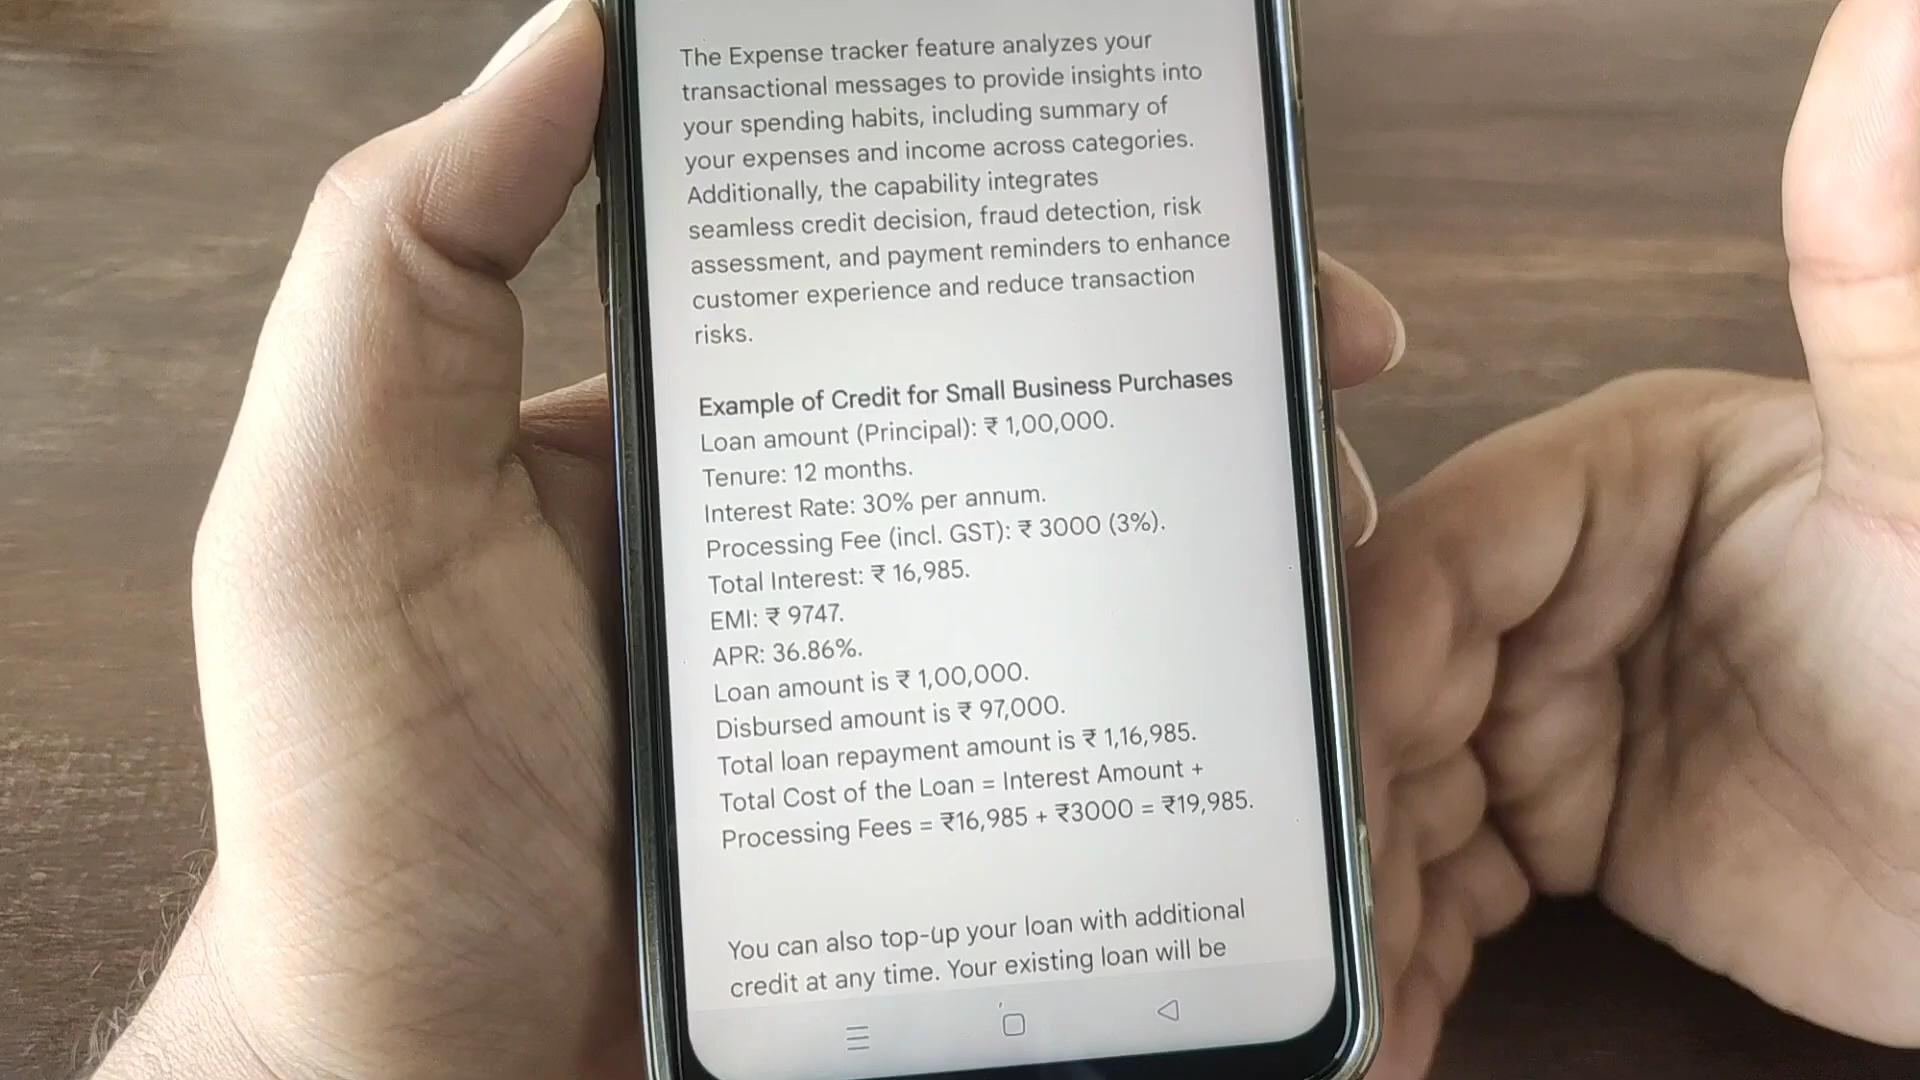 The Expense tracker feature analyzes your
transactional messages to provide insights into
your spending habits, including summary of
your expenses and income across categories.
Additionally, the capability integrates
seamless credit decision, fraud detection, risk
assessment, and payment reminders to enhance
customer experience and reduce transaction
risks.
Example of Credit for Small Business Purchases
Loan amount (Principal): ₹ 1,00,000.
Tenure: 12 months.
Interest Rate: 30% per annum.
Processing Fee (incl. GST): ₹ 3000 (3%).
Total Interest: ₹ 16,985.
EMI: ₹ 9747.
APR: 36.86%.
Loan amount is ₹ 1,00,000.
Disbursed amount is ₹ 97,000.
Total loan repayment amount is ₹ 1,16,985.
Total Cost of the Loan = Interest Amount +
Processing Fees = ₹16,985 + ₹3000 = ₹19,985.
You can also top-up your loan with additional
credit at any time. Your existing loan will be